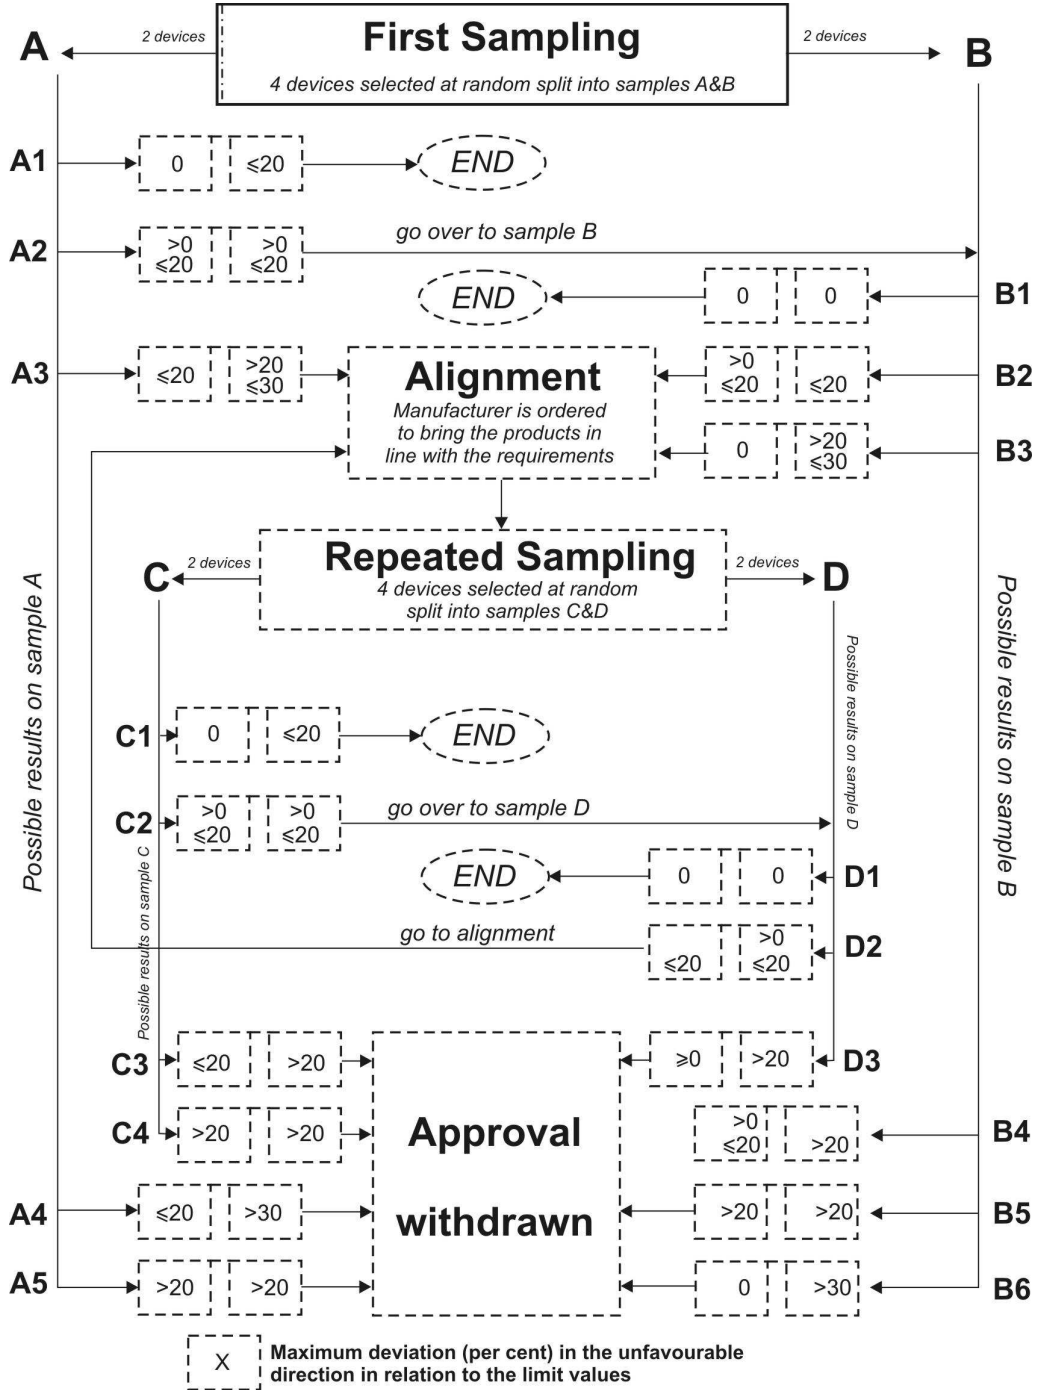 First Sampling
4 devices selected at random split into samples A&B
A
2 devices
2 devices
B
A1
0
⩽20
END
A2
>0
⩽20
>0
⩽20
go over to sample B
END
0
0
B1
A3
⩽20
>20
⩽30
Alignment
Manufacturer is ordered
to bring the products in
line with the requirements
>0
⩽20
⩽20
B2
0
>20
⩽30
B3
Repeated Sampling
4 devices selected at random
split into samples C&D
C
2 devices
2 devices
D
Possible results on sample A
Possible results on sample B
Possible results on sample D
C1
0
⩽20
END
C2
>0
⩽20
>0
⩽20
go over to sample D
Possible results on sample C
END
0
0
D1
go to alignment
⩽20
>0
⩽20
D2
C3
⩽20
>20
⩾0
>20
D3
C4
>20
>20
Approval
withdrawn
>0
⩽20
>20
B4
A4
⩽20
>30
>20
>20
B5
A5
>20
>20
0
>30
B6
X
Maximum deviation (per cent) in the unfavourable
direction in relation to the limit values